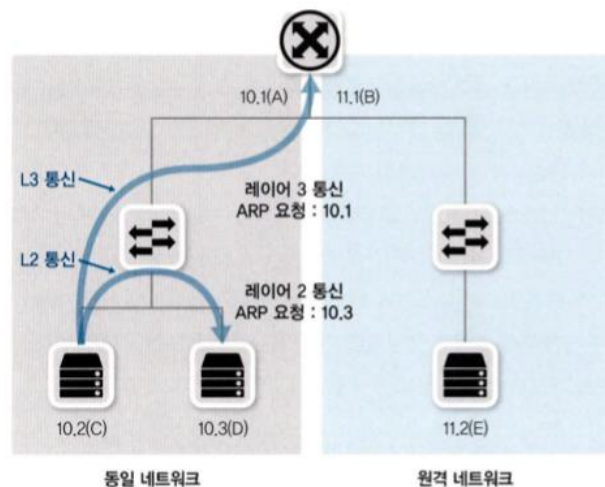 10.1(A)
11.1(B)
L3 통신
레이어 3 통신
ARP 요청 : 10.1
L2 통신
레이어 2 통신
ARP 요청 : 10.3
10.2(C)
10.3(D)
11.2(E)
동일 네트워크
원격 네트워크